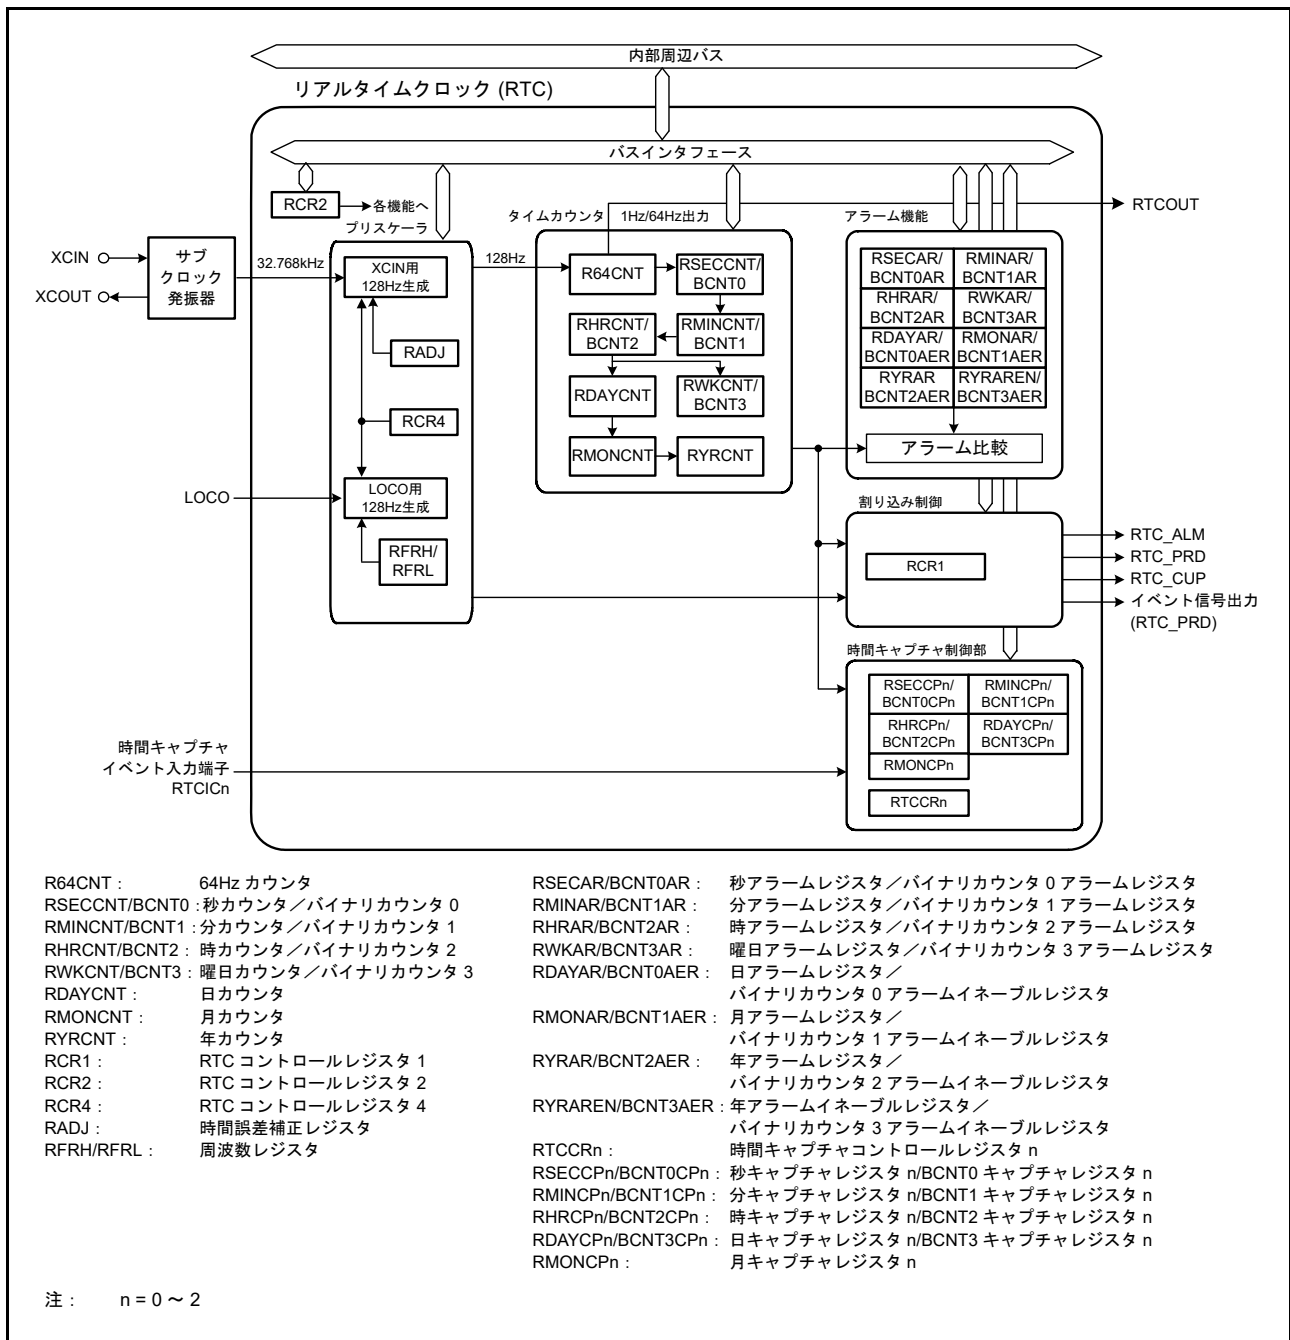 内部周辺バス
リアルタイムクロック (RTC)
バスインタフェース
RCR2
各機能へ
プリスケーラ
タイムカウンタ
1Hz/64Hz出力
アラーム機能
RTCOUT
XCIN
XCOUT
サブ
クロック
発振器
32.768kHz
XCIN用
128Hz生成
128Hz
RADJ
RCR4
LOCO
LOCO用
128Hz生成
RFRH/
RFRL
R64CNT
RSECCNT/
BCNT0
RHRCNT/
BCNT2
RMINCNT/
BCNT1
RDAYCNT
RWKCNT/
BCNT3
RMONCNT
RYRCNT
RSECAR/
BCNT0AR
RMINAR/
BCNT1AR
RHRAR/
BCNT2AR
RWKAR/
BCNT3AR
RDAYAR/
BCNT0AER
RMONAR/
BCNT1AER
RYRAR
BCNT2AER
RYRAREN/
BCNT3AER
アラーム比較
割り込み制御
RCR1
RTC_ALM
RTC_PRD
RTC_CUP
イベント信号出力
(RTC_PRD)
時間キャプチャ制御部
RSECCPn/
BCNT0CPn
RMINCPn/
BCNT1CPn
RHRCPn/
BCNT2CPn
RDAYCPn/
BCNT3CPn
RMONCPn
RTCCRn
時間キャプチャ
イベント入力端子
RTCICn
R64CNT : 64Hz カウンタ
RSECCNT/BCNT0 : 秒カウンタ／バイナリカウンタ 0
RMINCNT/BCNT1 : 分カウンタ／バイナリカウンタ 1
RHRCNT/BCNT2 : 時カウンタ／バイナリカウンタ 2
RWKCNT/BCNT3 : 曜日カウンタ／バイナリカウンタ 3
RDAYCNT : 日カウンタ
RMONCNT : 月カウンタ
RYRCNT : 年カウンタ
RCR1 : RTC コントロールレジスタ 1
RCR2 : RTC コントロールレジスタ 2
RCR4 : RTC コントロールレジスタ 4
RADJ : 時間誤差補正レジスタ
RFRH/RFRL : 周波数レジスタ
RSECAR/BCNT0AR : 秒アラームレジスタ／バイナリカウンタ 0 アラームレジスタ
RMINAR/BCNT1AR : 分アラームレジスタ／バイナリカウンタ 1 アラームレジスタ
RHRAR/BCNT2AR : 時アラームレジスタ／バイナリカウンタ 2 アラームレジスタ
RWKAR/BCNT3AR : 曜日アラームレジスタ／バイナリカウンタ 3 アラームレジスタ
RDAYAR/BCNT0AER : 日アラームレジスタ／
バイナリカウンタ 0 アラームイネーブルレジスタ
RMONAR/BCNT1AER : 月アラームレジスタ／
バイナリカウンタ 1 アラームイネーブルレジスタ
RYRAR/BCNT2AER : 年アラームレジスタ／
バイナリカウンタ 2 アラームイネーブルレジスタ
RYRAREN/BCNT3AER : 年アラームイネーブルレジスタ／
バイナリカウンタ 3 アラームイネーブルレジスタ
RTCCRn : 時間キャプチャコントロールレジスタ n
RSECCPn/BCNT0CPn : 秒キャプチャレジスタ n/BCNT0 キャプチャレジスタ n
RMINCPn/BCNT1CPn : 分キャプチャレジスタ n/BCNT1 キャプチャレジスタ n
RHRCPn/BCNT2CPn : 時キャプチャレジスタ n/BCNT2 キャプチャレジスタ n
RDAYCPn/BCNT3CPn : 日キャプチャレジスタ n/BCNT3 キャプチャレジスタ n
RMONCPn : 月キャプチャレジスタ n
注 : n = 0 ～ 2